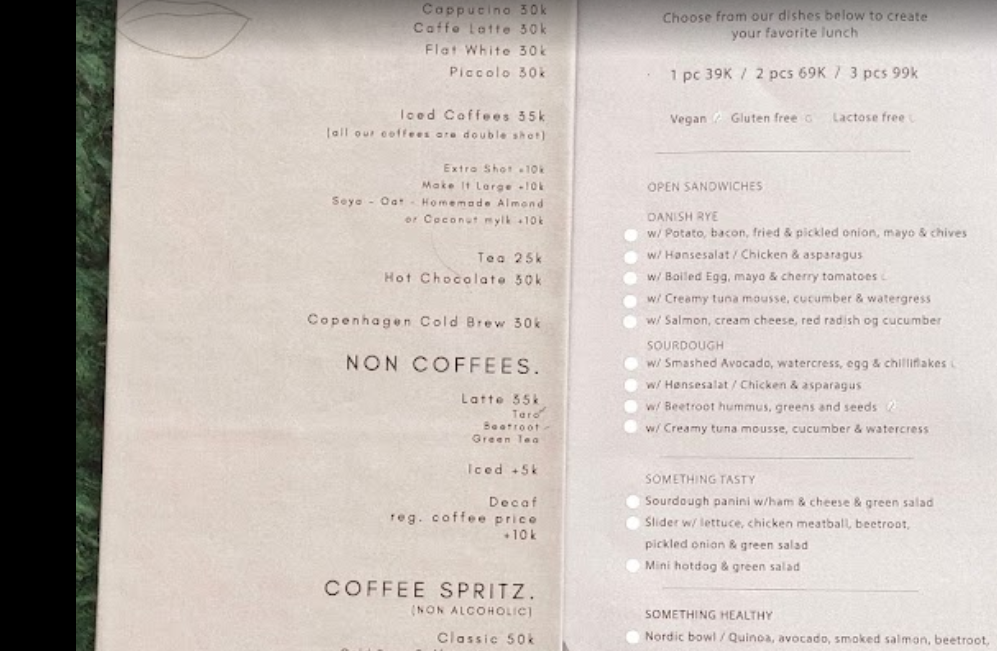 Cappucino 30k
Caffe Latte 30k
Flat White 30k
Piccolo 30k
Iced Coffees 35k
(all our coffees are double shot)
Extra Shot +10k
Make It Large +10k
Soya - Oat - Homemade Almond
or Coconut mylk +10k
Tea 25k
Hot Chocolate 30k
Copenhagen Cold Brew 30k
NON COFFEES.
Latte 35k
Taro
Beetroot
Green Tea
Iced +5k
Decaf
reg. coffee price
+10k
COFFEE SPRITZ.
(NON ALCOHOLIC)
Classic 50k
Choose from our dishes below to create
your favorite lunch
1 pc 39K / 2 pcs 69K / 3 pcs 99k
Vegan Gluten free Lactose free
OPEN SANDWICHES
DANISH RYE
w/ Potato, bacon, fried & pickled onion, mayo & chives
w/ Hønsesalat / Chicken & asparagus
w/ Boiled Egg, mayo & cherry tomatoes
w/ Creamy tuna mousse, cucumber & watergress
w/ Salmon, cream cheese, red radish og cucumber
SOURDOUGH
w/ Smashed Avocado, watercress, egg & chilliflakes
w/ Hønsesalat / Chicken & asparagus
w/ Beetroot hummus, greens and seeds
w/ Creamy tuna mousse, cucumber & watercress
SOMETHING TASTY
Sourdough panini w/ham & cheese & green salad
Slider w/ lettuce, chicken meatball, beetroot,
pickled onion & green salad
Mini hotdog & green salad
SOMETHING HEALTHY
Nordic bowl / Quinoa, avocado, smoked salmon, beetroot,